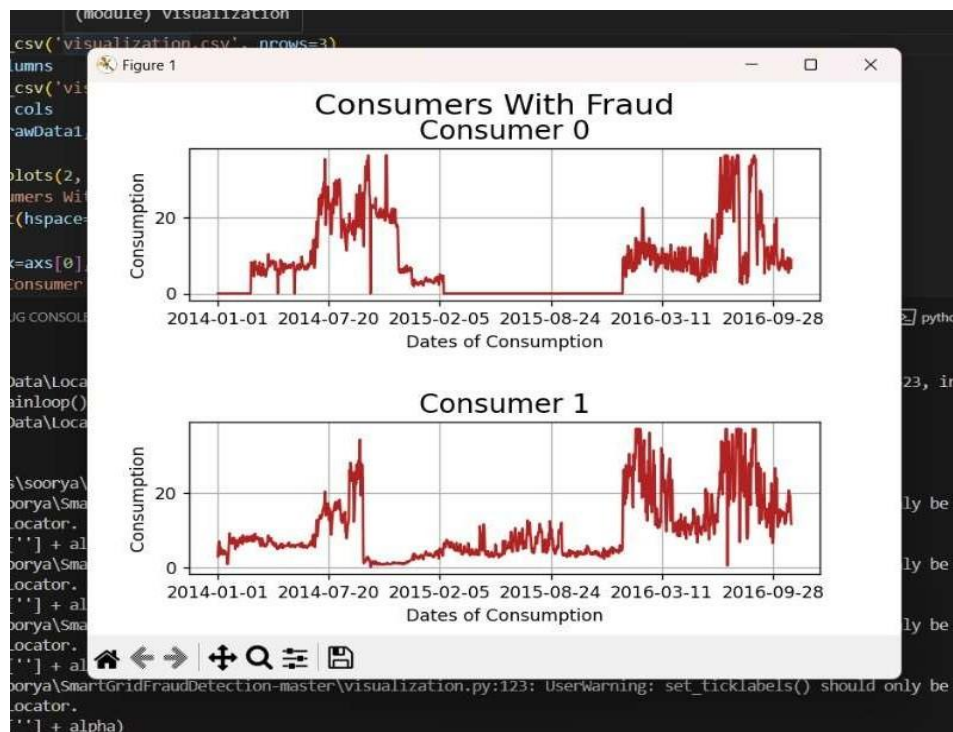 (module) visualization
_csv('visualization.csv', nrows=3)
Figure 1
lumns
_csv('vis
cols
rawData1,
Consumers With Fraud
Consumer 0
plots(2,
umers Wit
t(hspace=
x=axs[0],
Consumer
Consumption
20
0
2014-01-01 2014-07-20 2015-02-05 2015-08-24 2016-03-11 2016-09-28
Dates of Consumption
UG CONSOLE
pytho
Data\Loca
23, in
ainloop()
Data\Loca
Consumer 1
Consumption
20
0
2014-01-01 2014-07-20 2015-02-05 2015-08-24 2016-03-11 2016-09-28
Dates of Consumption
s\soorya\
oorya\Sma
nly be
Locator.
[''] + al
oorya\Sma
nly be
Locator.
[''] + al
oorya\Sma
nly be
Locator.
[''] + al
oorya\SmartGridFraudDetection-master\visualization.py:123: UserWarning: set_ticklabels() should only be
Locator.
[''] + alpha)